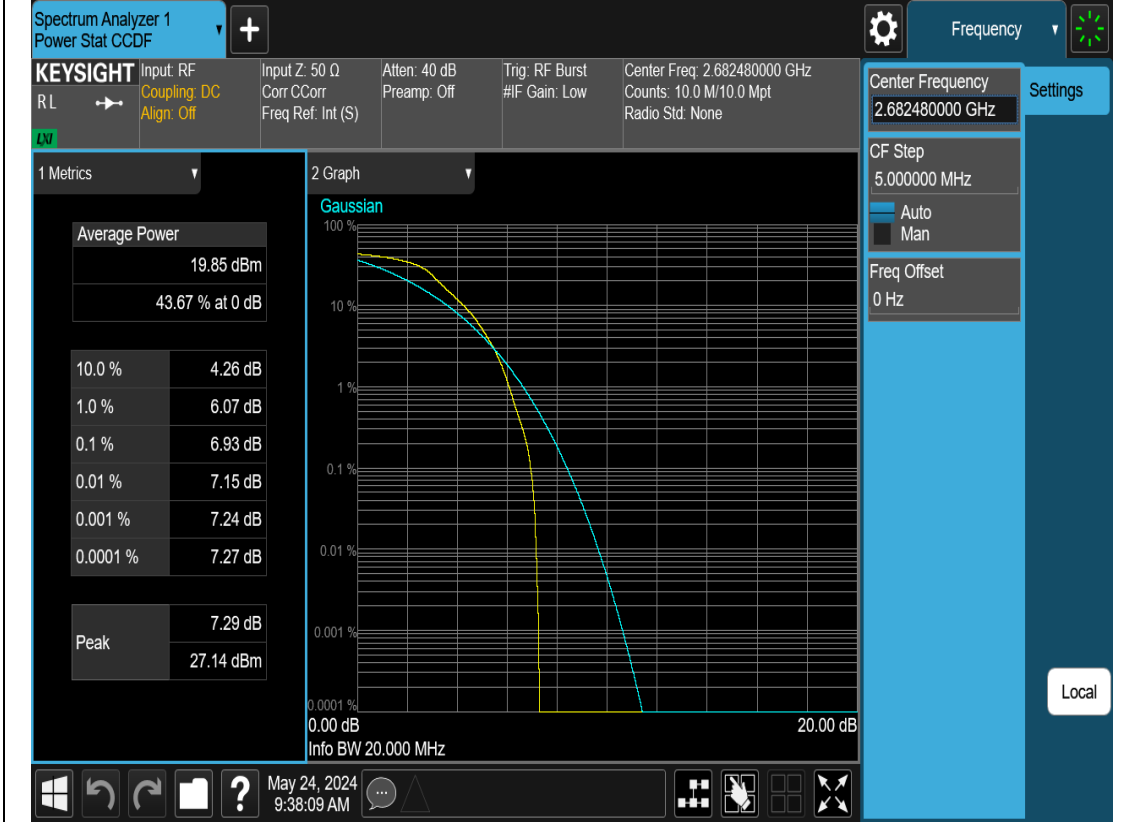 Spectrum Analyzer 1
Power Stat CCDF
Frequency
KEYSIGHT
RL
LXI
Input: RF
Coupling: DC
Align: Off
Input Z: 50 Ω
Corr CCorr
Freq Ref: Int (S)
Atten: 40 dB
Preamp: Off
Trig: RF Burst
#IF Gain: Low
Center Freq: 2.682480000 GHz
Counts: 10.0 M/10.0 Mpt
Radio Std: None
Center Frequency
2.682480000 GHz
Settings
CF Step
5.000000 MHz
Auto
Man
Freq Offset
0 Hz
Local
1 Metrics
Average Power
19.85 dBm
43.67 % at 0 dB
10.0 % 4.26 dB
1.0 % 6.07 dB
0.1 % 6.93 dB
0.01 % 7.15 dB
0.001 % 7.24 dB
0.0001 % 7.27 dB
Peak
7.29 dB
27.14 dBm
2 Graph
Gaussian
100 %
10 %
1 %
0.1 %
0.01 %
0.001 %
0.0001 %
0.00 dB 20.00 dB
Info BW 20.000 MHz
?
May 24, 2024
9:38:09 AM